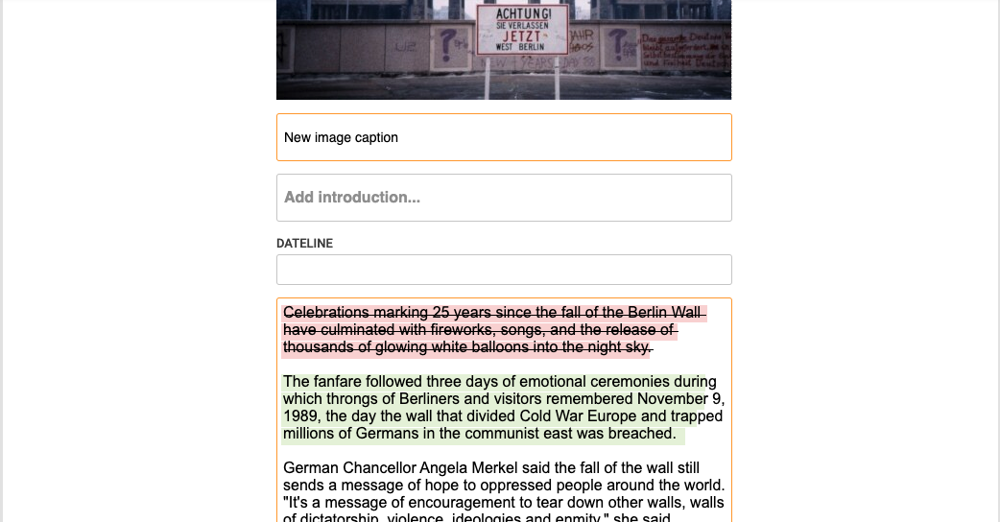 ACHTUNG!
SIE VERLASSEN
JETZT
WEST BERLIN
New image caption
Add introduction...
DATELINE
Celebrations marking 25 years since the fall of the Berlin Wall
have culminated with fireworks, songs, and the release of
thousands of glowing white balloons into the night sky.
The fanfare followed three days of emotional ceremonies during
which throngs of Berliners and visitors remembered November 9,
1989, the day the wall that divided Cold War Europe and trapped
millions of Germans in the communist east was breached.
German Chancellor Angela Merkel said the fall of the wall still
sends a message of hope to oppressed people around the world.
"It's a message of encouragement to tear down other walls, walls
of dictatorship, violence, ideologies and enmity," she said